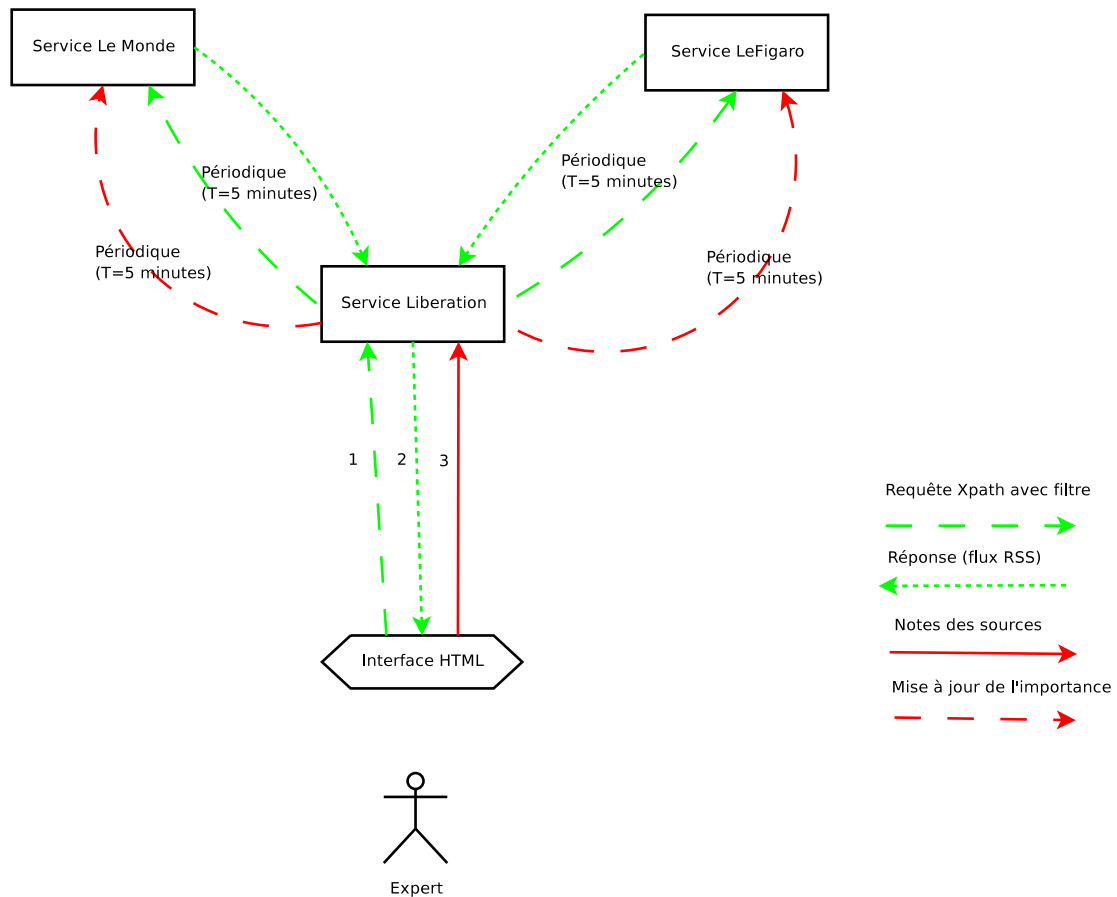 Service Le Monde
Service LeFigaro
Périodique
(T=5 minutes)
Périodique
(T=5 minutes)
Périodique
(T=5 minutes)
Périodique
(T=5 minutes)
Service Liberation
1
2
3
Requête Xpath avec filtre
Réponse (flux RSS)
Notes des sources
Mise à jour de l'importance
Interface HTML
Expert